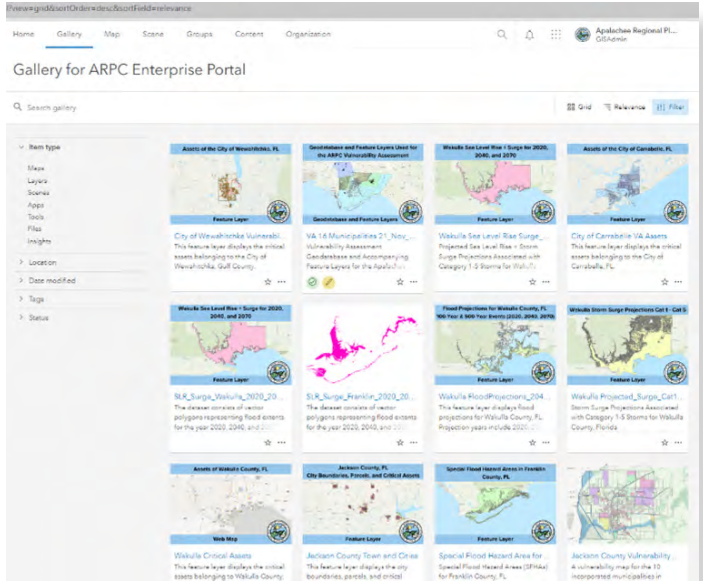 ?view=grid&sortOrder=desc&sortField=relevance
Home Gallery Map Scene Groups Content Organization
Apalachee Regional Pl...
GISAdmin
Gallery for ARPC Enterprise Portal
Search gallery
Grid Relevance Filter
Item type
Maps
Layers
Scenes
Apps
Tools
Files
Insights
Location
Date modified
Tags
Status
Assets of the City of Wewahitchka, FL
Feature Layer
City of Wewahitchka Vulnerabi...
This feature layer displays the critical
assets belonging to the City of
Wewahitchka, Gulf County.
Geodatabase and Feature Layers Used for
the ARPC Vulnerability Assessment
Geodatabase and Feature Layers
VA 16 Municipalities 21_Nov_...
Vulnerability Assessment
Geodatabase and Accompanying
Feature Layers for the Apalach...
Wakulla Sea Level Rise + Surge for 2020,
2040, and 2070
Feature Layer
Wakulla Sea Level Rise Surge_...
Projected Sea Level Rise + Storm
Surge Projections Associated with
Category 1-5 Storms for Wakull...
Assets of the City of Carrabelle, FL
Feature Layer
City of Carrabelle VA Assets
This feature layer displays the critical
assets belonging to the City of
Carrabelle, FL.
Wakulla Sea Level Rise + Surge for 2020,
2040, and 2070
Feature Layer
SLR_Surge_Wakulla_2020_20...
The dataset consists of vector
polygons representing flood extents
for the year 2020, 2040, and 20
SLR_Surge_Franklin_2020_20...
The dataset consists of vector
polygons representing flood extents
for the year 2020, 2040, and
Flood Projections for Wakulla County, FL
100-Year & 500-Year Events (2020, 2040, 2070)
Feature Layer
Wakulla FloodProjections_204...
This feature layer displays flood
projections for Wakulla County, FL.
Projection years include 2020,
Wakulla Storm Surge Projections Cat 1 - Cat 5
Feature Layer
Wakulla Projected_Surge_Cat1...
Storm Surge Projections Associated
with Category 1-5 Storms for Wakulla
County, Florida
Assets of Wakulla County, FL
Web Map
Wakulla Critical Assets
This feature layer displays the critical
assets belonging to Wakulla County
Jackson County, FL
City Boundaries, Parcels, and Critical Assets
Feature Layer
Jackson County Town and Cities
This feature layer displays the city
boundaries, parcels, and critical
Special Flood Hazard Areas in Franklin
County, FL
Feature Layer
Special Flood Hazard Area for ...
Special Flood Hazard Areas (SFHAs)
for Franklin County, FL
Jackson County Vulnerability...
A vulnerability map for the 10
incorporated municipalities in